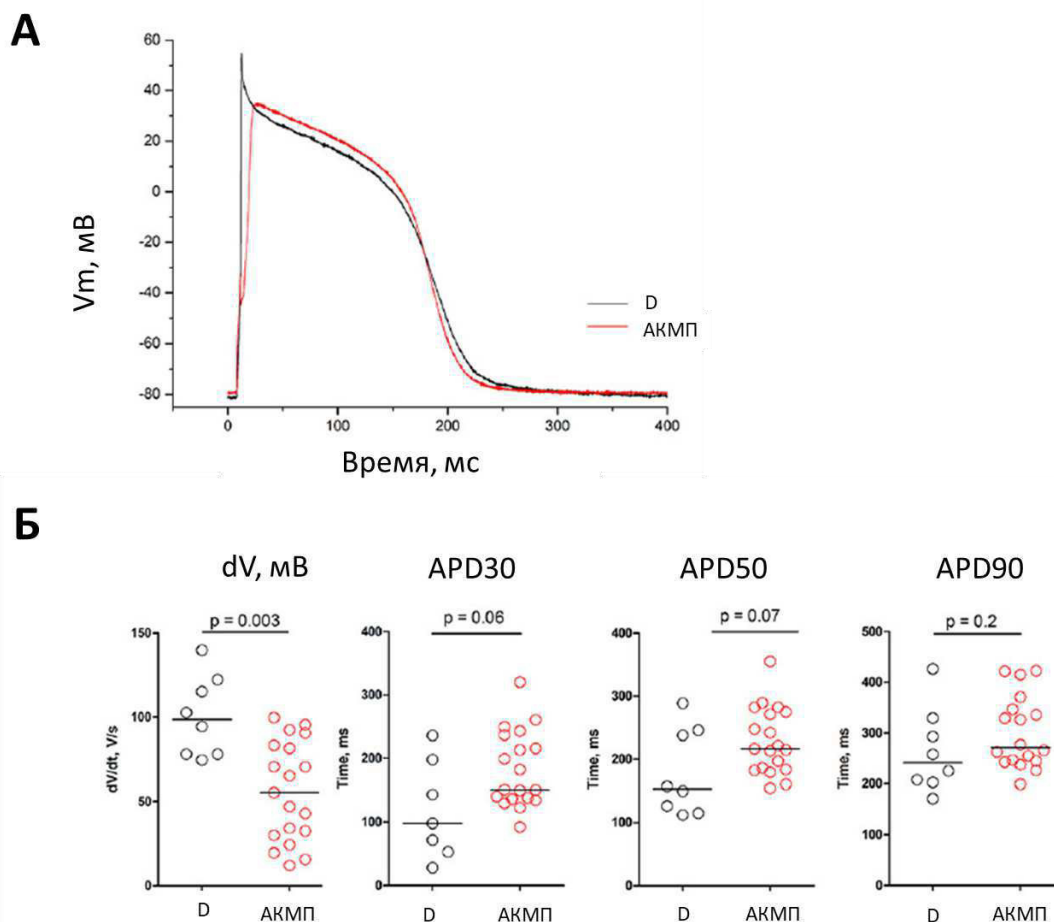 А
60
40
20
0
-20
-40
-60
-80
Vm, мВ
D
АКМП
0
100
200
300
400
Время, мс
Б
dV, мВ
APD30
APD50
APD90
p = 0.003
p = 0.06
p = 0.07
p = 0.2
150
100
50
0
dV/dt, V/s
D
АКМП
400
300
200
100
0
Time, ms
D
АКМП
400
300
200
100
0
Time, ms
D
АКМП
500
400
300
200
100
0
Time, ms
D
АКМП